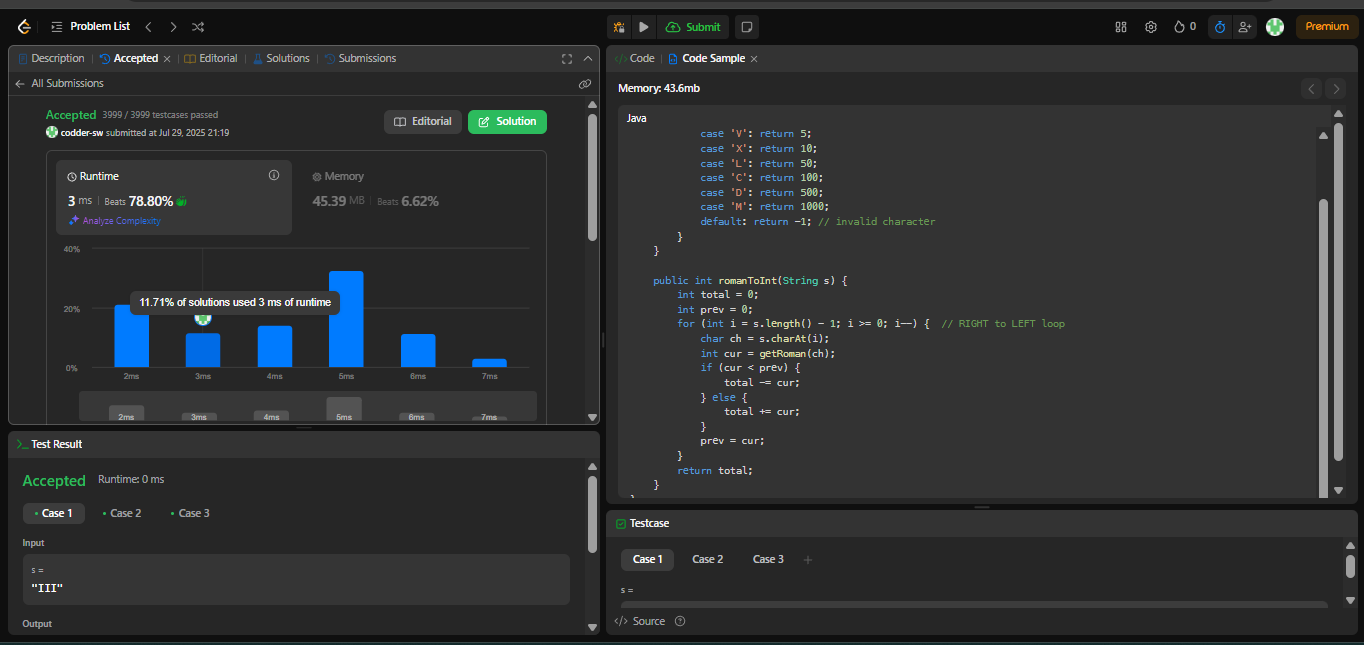 Problem List
Submit
0
Premium
Description
Accepted
Editorial
Solutions
Submissions
All Submissions
Accepted 3999 / 3999 testcases passed
codder-sw submitted at Jul 29, 2025 21:19
Editorial
Solution
Runtime
3 ms | Beats 78.80%
Analyze Complexity
Memory
45.39 MB | Beats 6.62%
40%
20%
0%
11.71% of solutions used 3 ms of runtime
2ms 3ms 4ms 5ms 6ms 7ms
2ms 3ms 4ms 5ms 6ms 7ms
Test Result
Accepted Runtime: 0 ms
Case 1 Case 2 Case 3
Input
s =
"III"
Output
Code
Code Sample
Memory: 43.6mb
Java
case 'V': return 5;
case 'X': return 10;
case 'L': return 50;
case 'C': return 100;
case 'D': return 500;
case 'M': return 1000;
default: return -1; // invalid character
}
}
public int romanToInt(String s) {
int total = 0;
int prev = 0;
for (int i = s.length() - 1; i >= 0; i--) { // RIGHT to LEFT loop
char ch = s.charAt(i);
int cur = getRoman(ch);
if (cur < prev) {
total -= cur;
} else {
total += cur;
}
prev = cur;
}
return total;
}
Testcase
Case 1 Case 2 Case 3 +
s =
Source